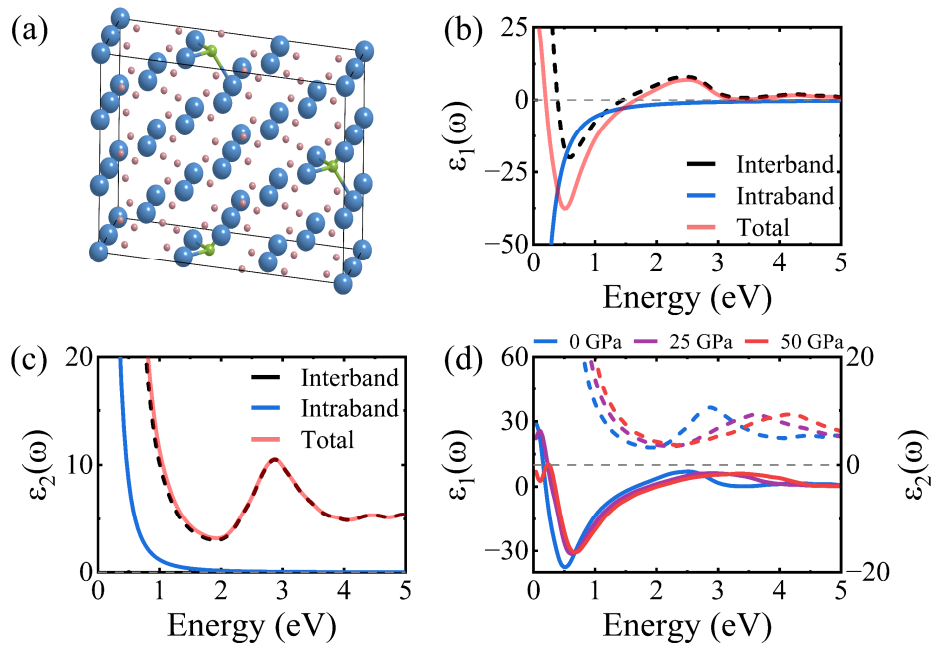 (a)
(b)
25
0
−25
−50
ε1(ω)
Interband
Intraband
Total
0 1 2 3 4 5
Energy (eV)
(c)
20
10
0
ε2(ω)
Interband
Intraband
Total
0 1 2 3 4 5
Energy (eV)
(d)
0 GPa 25 GPa 50 GPa
60
30
0
−30
ε1(ω)
20
0
−20
ε2(ω)
0 1 2 3 4 5
Energy (eV)